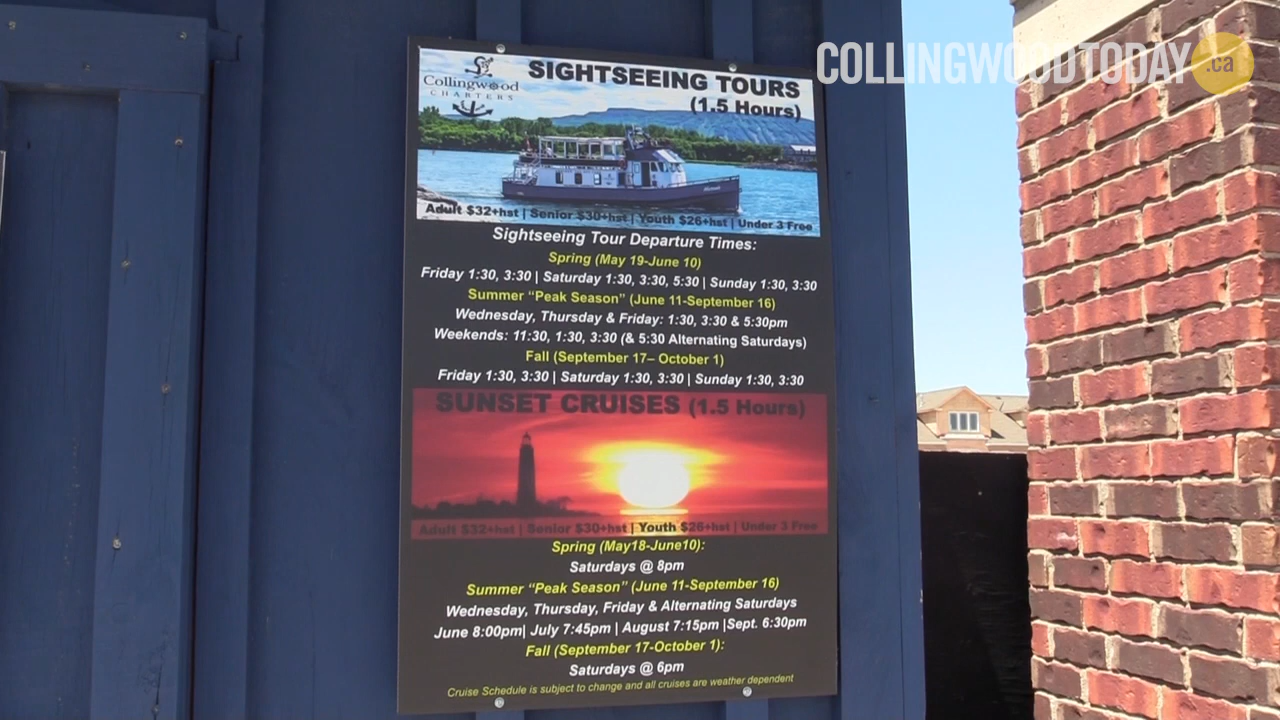 COLLINGWOODTODAY.ca
Collingwood
CHARTERS
SIGHTSEEING TOURS
(1.5 Hours)
Adult $32+hst | Senior $30+hst | Youth $26+hst | Under 3 Free
Sightseeing Tour Departure Times:
Spring (May 19-June 10)
Friday 1:30, 3:30 | Saturday 1:30, 3:30, 5:30 | Sunday 1:30, 3:30
Summer “Peak Season” (June 11-September 16)
Wednesday, Thursday & Friday: 1:30, 3:30 & 5:30pm
Weekends: 11:30, 1:30, 3:30 (& 5:30 Alternating Saturdays)
Fall (September 17– October 1)
Friday 1:30, 3:30 | Saturday 1:30, 3:30 | Sunday 1:30, 3:30
SUNSET CRUISES (1.5 Hours)
Adult $32+hst | Senior $30+hst | Youth $26+hst | Under 3 Free
Spring (May18-June10):
Saturdays @ 8pm
Summer “Peak Season” (June 11-September 16)
Wednesday, Thursday, Friday & Alternating Saturdays
June 8:00pm| July 7:45pm | August 7:15pm |Sept. 6:30pm
Fall (September 17-October 1):
Saturdays @ 6pm
Cruise Schedule is subject to change and all cruises are weather dependent